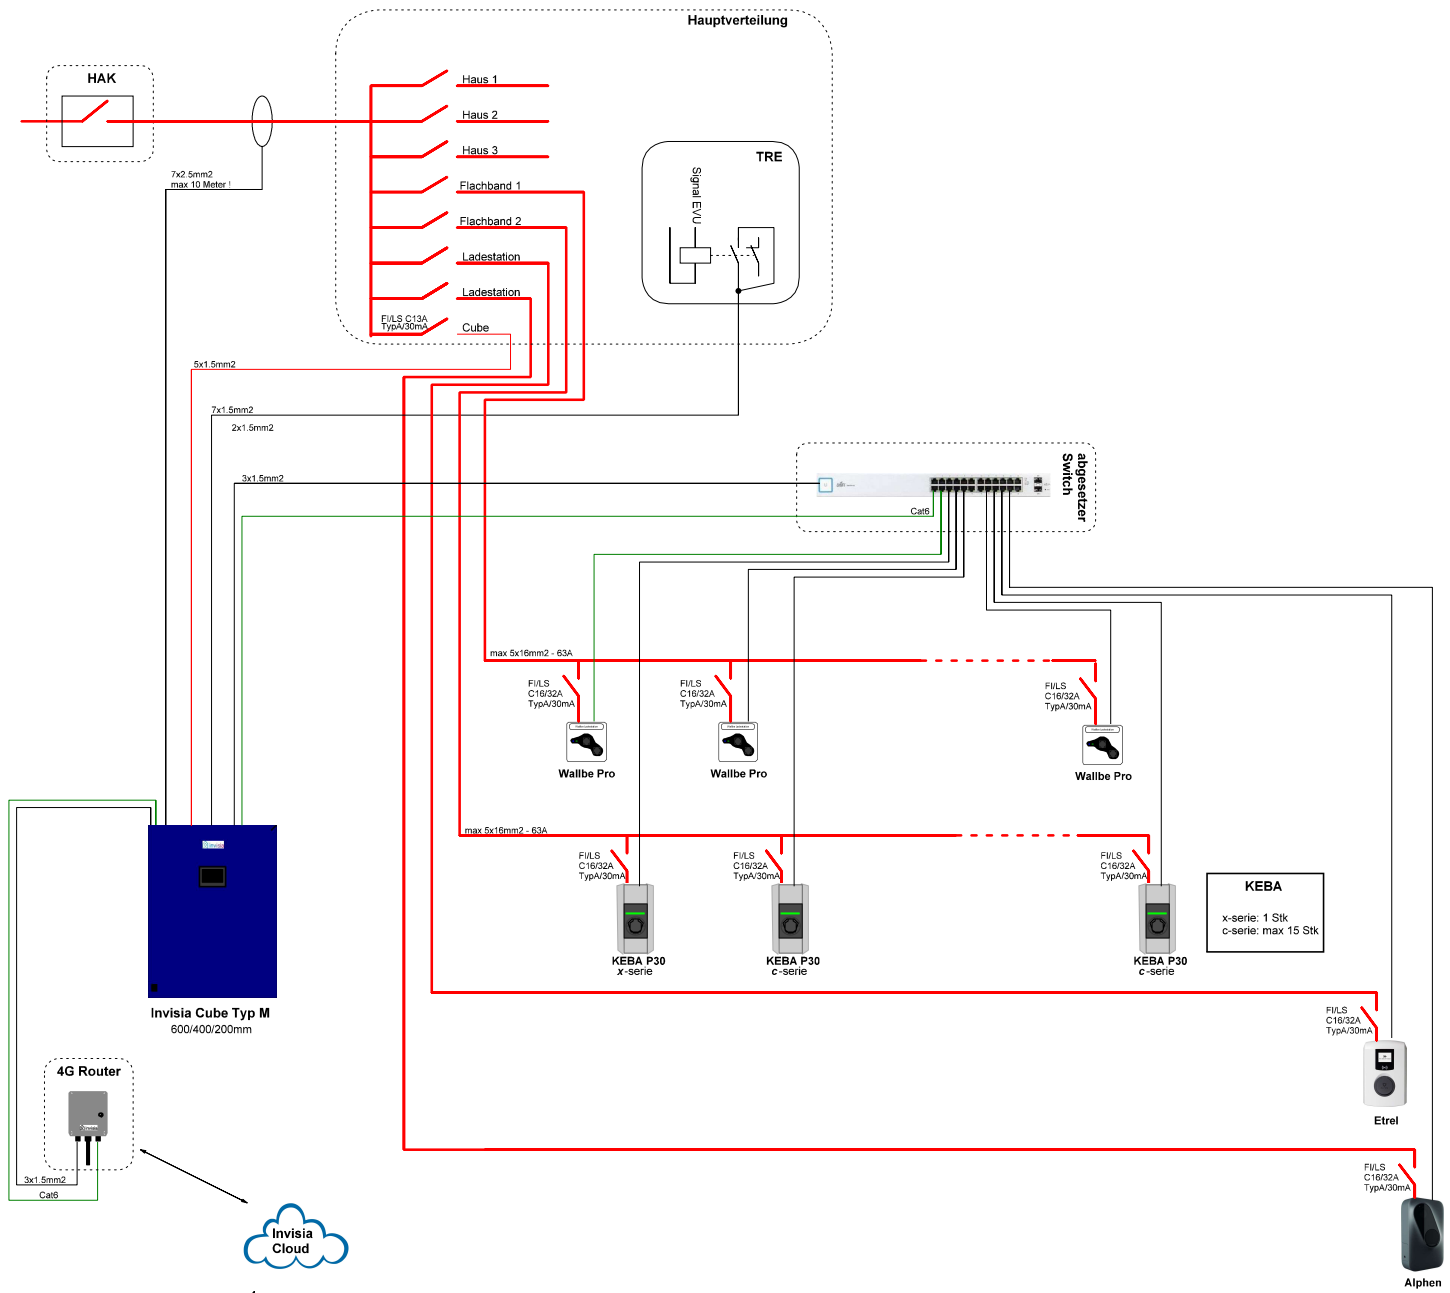 Hauptverteilung
HAK
Haus 1
Haus 2
Haus 3
Flachband 1
Flachband 2
Ladestation
Ladestation
FI/LS C13A
TypA/30mA
Cube
TRE
Signal EVU
7x2.5mm2
max 10 Meter !
5x1.5mm2
7x1.5mm2
2x1.5mm2
3x1.5mm2
abgesetzer
Switch
Cat6
max 5x16mm2 - 63A
FI/LS
C16/32A
TypA/30mA
FI/LS
C16/32A
TypA/30mA
FI/LS
C16/32A
TypA/30mA
Wallbe Pro
Wallbe Pro
Wallbe Pro
max 5x16mm2 - 63A
FI/LS
C16/32A
TypA/30mA
FI/LS
C16/32A
TypA/30mA
FI/LS
C16/32A
TypA/30mA
KEBA P30
x-serie
KEBA P30
c-serie
KEBA P30
c-serie
KEBA
x-serie: 1 Stk
c-serie: max 15 Stk
Invisia Cube Typ M
600/400/200mm
FI/LS
C16/32A
TypA/30mA
Etrel
4G Router
3x1.5mm2
Cat6
Invisia
Cloud
FI/LS
C16/32A
TypA/30mA
Alphen